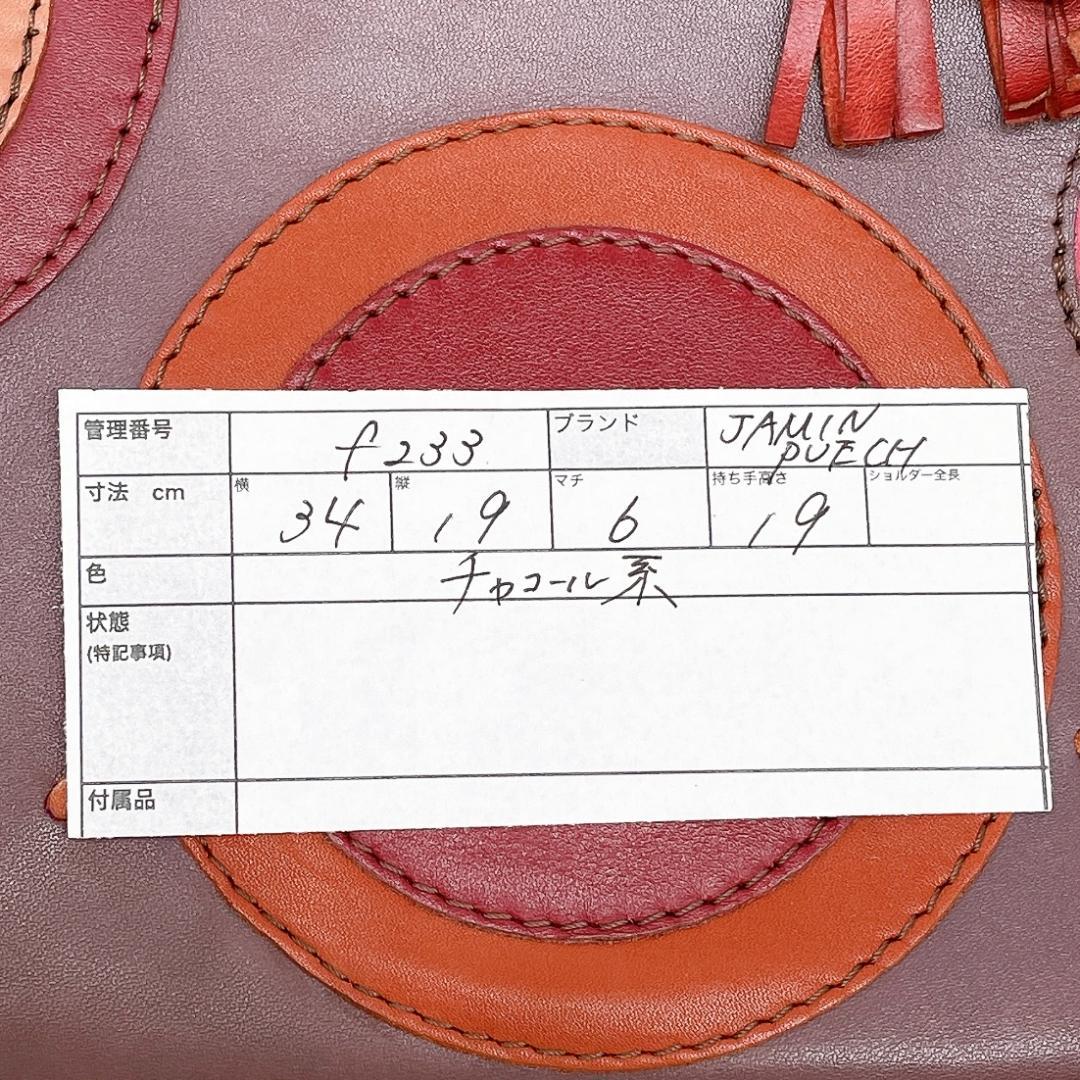 管理番号 f233 ブランド JAMIN PUECH
寸法 cm 横 34 縦 19 マチ 6 持ち手高さ 19 ショルダー全長
色 チャコール系
状態
(特記事項)
付属品